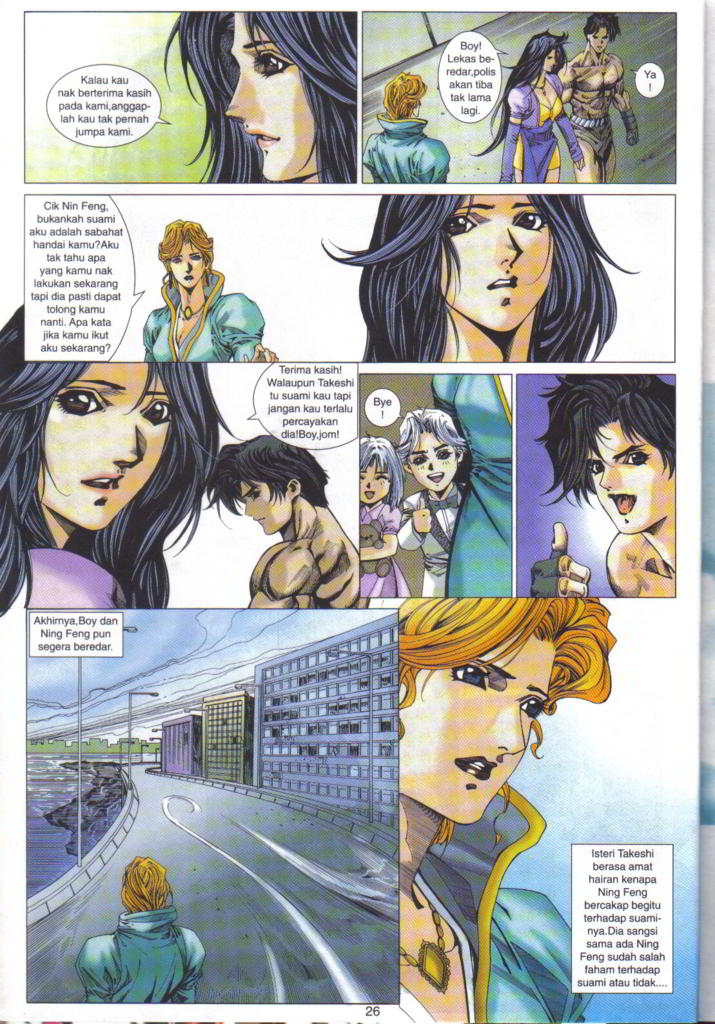 Kalau kau
nak berterima kasih
pada kami,anggap-
lah kau tak pernah
jumpa kami.
Boy!
Lekas be-
redar,polis
akan tiba
tak lama
lagi.
Ya
!
Cik Nin Feng,
bukankah suami
aku adalah sabahat
handai kamu?Aku
tak tahu apa
yang kamu nak
lakukan sekarang
tapi dia pasti dapat
tolong kamu
nanti. Apa kata
jika kamu ikut
aku sekarang?
Terima kasih!
Walaupun Takeshi
tu suami kau tapi
jangan kau terlalu
percayakan
dia!Boy,jom!
Bye
!
Akhirnya,Boy dan
Ning Feng pun
segera beredar.
Isteri Takeshi
berasa amat
hairan kenapa
Ning Feng
bercakap begitu
terhadap suami-
nya.Dia sangsi
sama ada Ning
Feng sudah salah
faham terhadap
suami atau tidak....
26